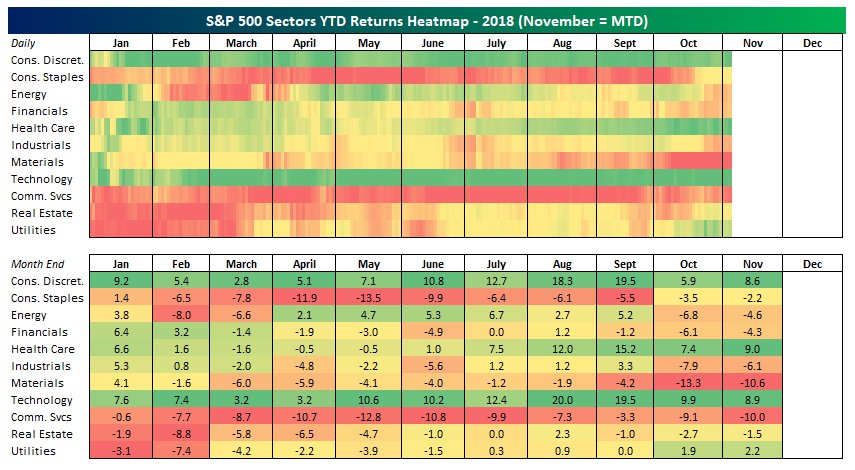 S&P 500 Sectors YTD Returns Heatmap - 2018 (November = MTD)
Daily Jan Feb March April May June July Aug Sept Oct Nov Dec
Cons. Discret.
Cons. Staples
Energy
Financials
Health Care
Industrials
Materials
Technology
Comm. Svcs
Real Estate
Utilities
Month End Jan Feb March April May June July Aug Sept Oct Nov Dec
Cons. Discret. 9.2 5.4 2.8 5.1 7.1 10.8 12.7 18.3 19.5 5.9 8.6
Cons. Staples 1.4 -6.5 -7.8 -11.9 -13.5 -9.9 -6.4 -6.1 -5.5 -3.5 -2.2
Energy 3.8 -8.0 -6.6 2.1 4.7 5.3 6.7 2.7 5.2 -6.8 -4.6
Financials 6.4 3.2 -1.4 -1.9 -3.0 -4.9 0.0 1.2 -1.2 -6.1 -4.3
Health Care 6.6 1.6 -1.6 -0.5 -0.5 1.0 7.5 12.0 15.2 7.4 9.0
Industrials 5.3 0.8 -2.0 -4.8 -2.2 -5.6 1.2 1.2 3.3 -7.9 -6.1
Materials 4.1 -1.6 -6.0 -5.9 -4.1 -4.0 -1.2 -1.9 -4.2 -13.3 -10.6
Technology 7.6 7.4 3.2 3.2 10.6 10.2 12.4 20.0 19.5 9.9 8.9
Comm. Svcs -0.6 -7.7 -8.7 -10.7 -12.8 -10.8 -9.9 -7.3 -3.3 -9.1 -10.0
Real Estate -1.9 -8.8 -5.8 -6.5 -4.7 -1.0 0.0 2.3 -1.0 -2.7 -1.5
Utilities -3.1 -7.4 -4.2 -2.2 -3.9 -1.5 0.3 0.9 0.0 1.9 2.2